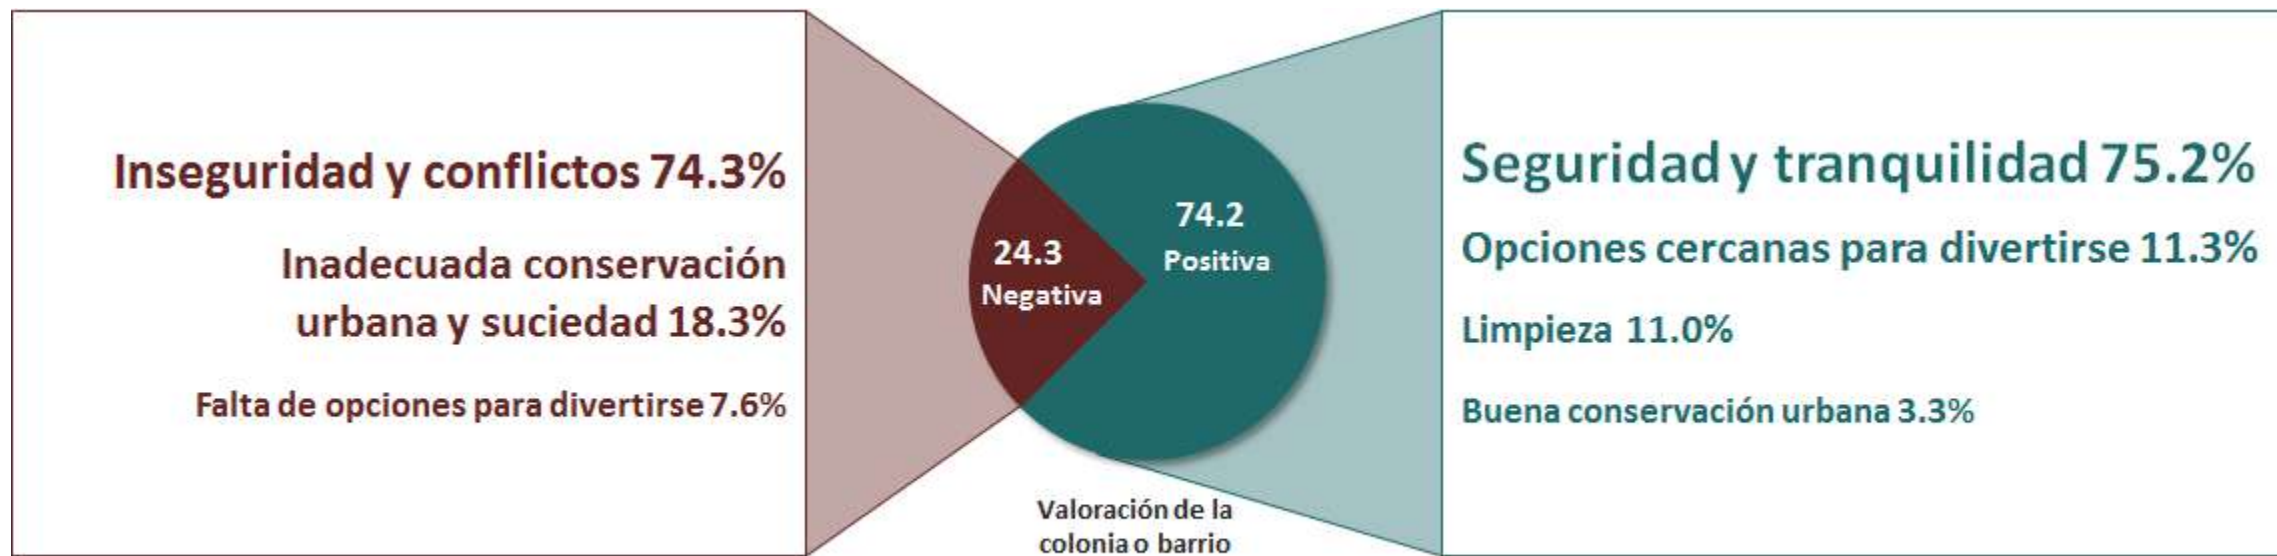 Inseguridad y conflictos 74.3%
Inadecuada conservación
urbana y suciedad 18.3%
Falta de opciones para divertirse 7.6%
24.3
Negativa
74.2
Positiva
Valoración de la
colonia o barrio
Seguridad y tranquilidad 75.2%
Opciones cercanas para divertirse 11.3%
Limpieza 11.0%
Buena conservación urbana 3.3%